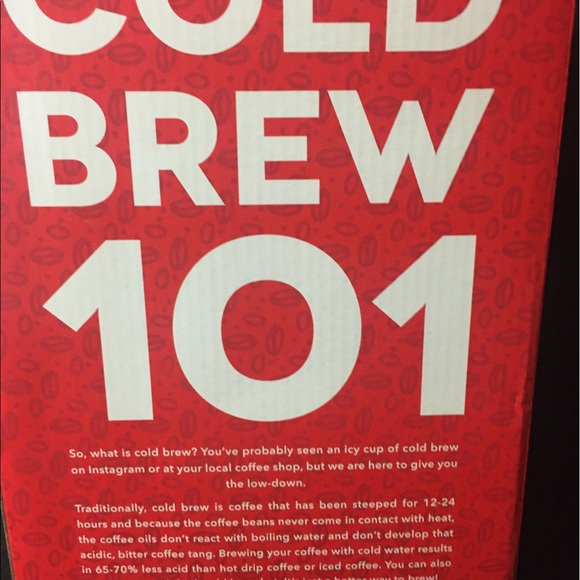 COLD
BREW
101
So, what is cold brew? You've probably seen an icy cup of cold brew
on Instagram or at your local coffee shop, but we are here to give you
the low-down.
Traditionally, cold brew is coffee that has been steeped for 12-24
hours and because the coffee beans never come in contact with heat,
the coffee oils don't react with boiling water and don't develop that
acidic, bitter coffee tang. Brewing your coffee with cold water results
in 65-70% less acid than hot drip coffee or iced coffee. You can also
just a better way to brew!